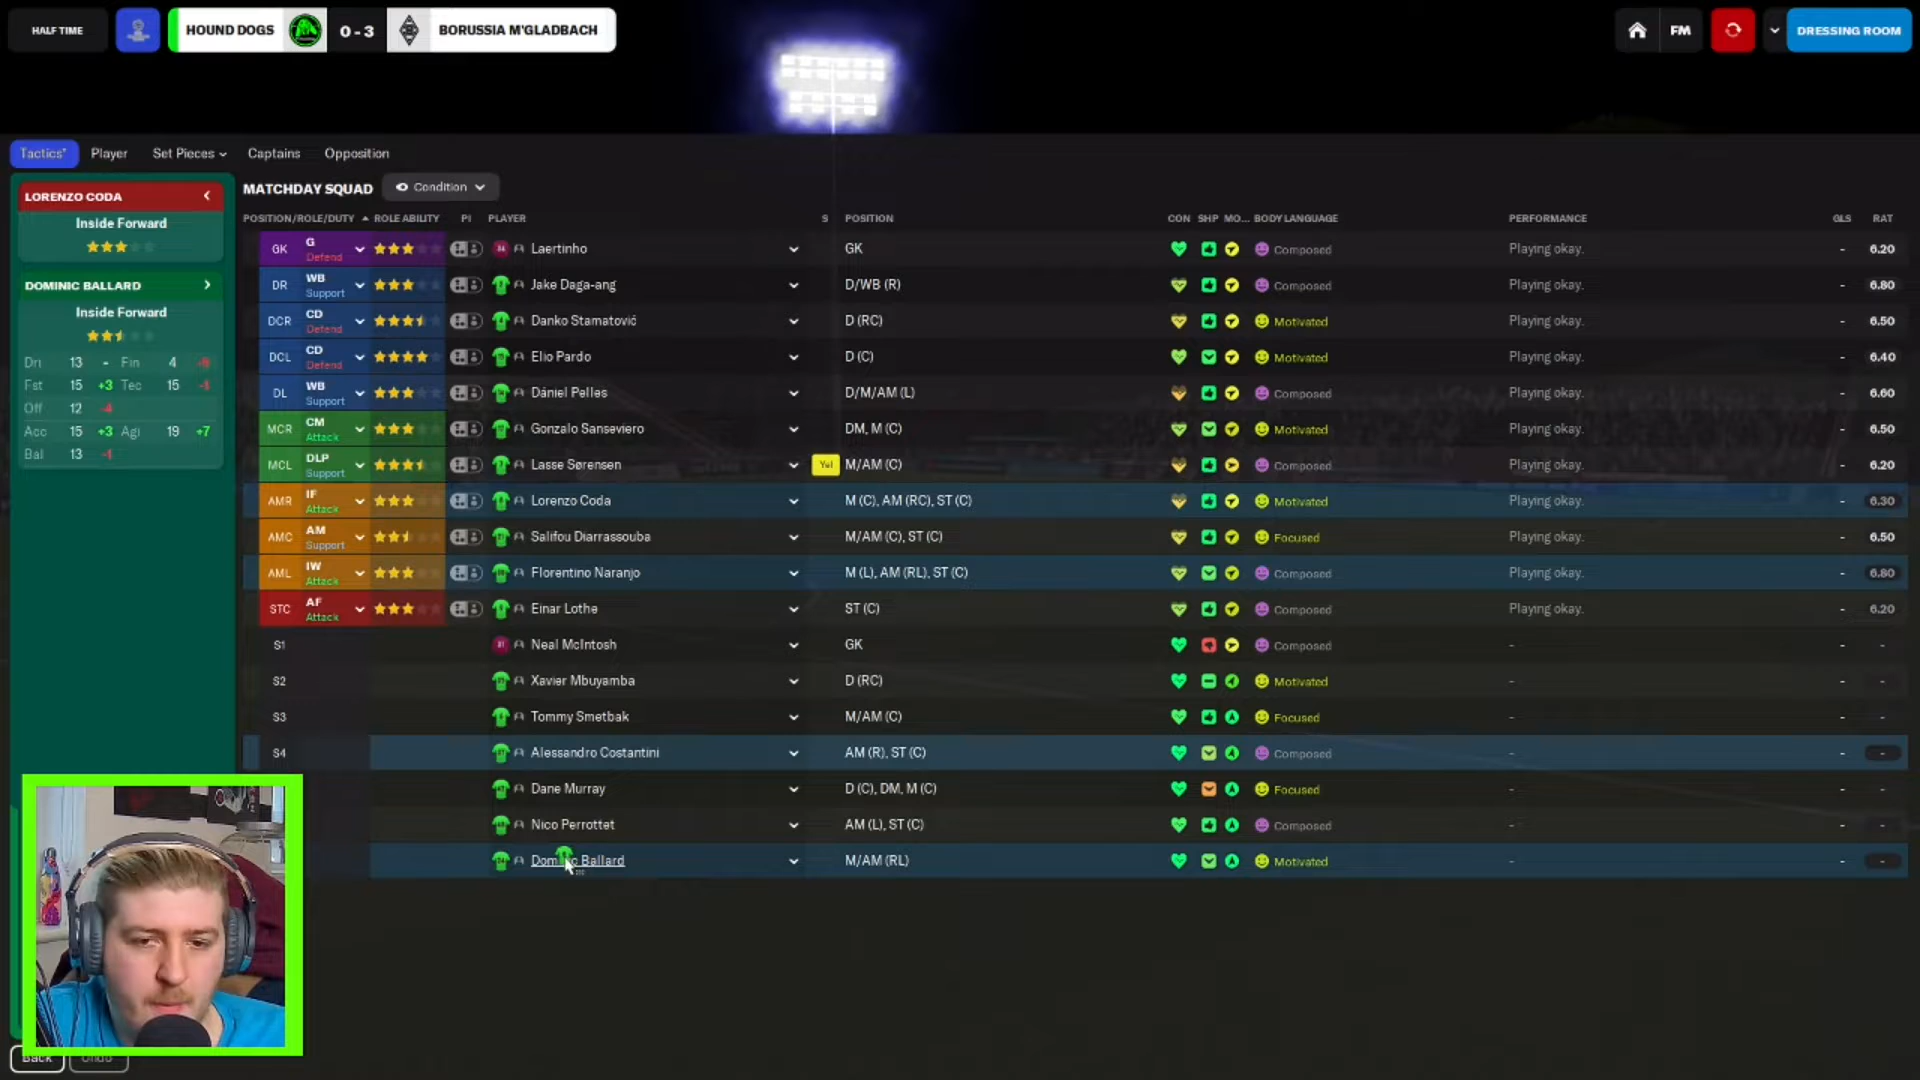 HALF TIME
HOUND DOGS
0 - 3
BORUSSIA M'GLADBACH
FM
DRESSING ROOM
Tactics*
Player
Set Pieces
Captains
Opposition
LORENZO CODA
Inside Forward
DOMINIC BALLARD
Inside Forward
Dri 13 - Fin 4
Fst 15 +3 Tec 15 -1
Off 12 -4
Acc 15 +3 Agi 19 +7
Bal 13 -1
MATCHDAY SQUAD
Condition
POSITION/ROLE/DUTY ROLE ABILITY PI PLAYER S POSITION CON SHP MO... BODY LANGUAGE PERFORMANCE GLS RAT
GK G Defend Laertinho GK Composed Playing okay. - 6.20
DR WB Support Jake Daga-ang D/WB (R) Composed Playing okay. - 6.80
DCR CD Defend Danko Stamatović D (RC) Motivated Playing okay. - 6.50
DCL CD Defend Elio Pardo D (C) Motivated Playing okay. - 6.40
DL WB Support Dániel Pelles D/M/AM (L) Composed Playing okay. - 6.60
MCR CM Attack Gonzalo Sanseviero DM, M (C) Motivated Playing okay. - 6.50
MCL DLP Support Lasse Sørensen Yel M/AM (C) Composed Playing okay. - 6.20
AMR IF Attack Lorenzo Coda M (C), AM (RC), ST (C) Motivated Playing okay. - 6.30
AMC AM Support Salifou Diarrassouba M/AM (C), ST (C) Focused Playing okay. - 6.50
AML IW Attack Florentino Naranjo M (L), AM (RL), ST (C) Composed Playing okay. - 6.80
STC AF Attack Einar Lothe ST (C) Composed Playing okay. - 6.20
S1 Neal McIntosh GK Composed - - -
S2 Xavier Mbuyamba D (RC) Motivated - - -
S3 Tommy Smetbak M/AM (C) Focused - - -
S4 Alessandro Costantini AM (R), ST (C) Composed - - -
Dane Murray D (C), DM, M (C) Focused - - -
Nico Perrottet AM (L), ST (C) Composed - - -
Dominic Ballard M/AM (RL) Motivated - - -
Back
Undo